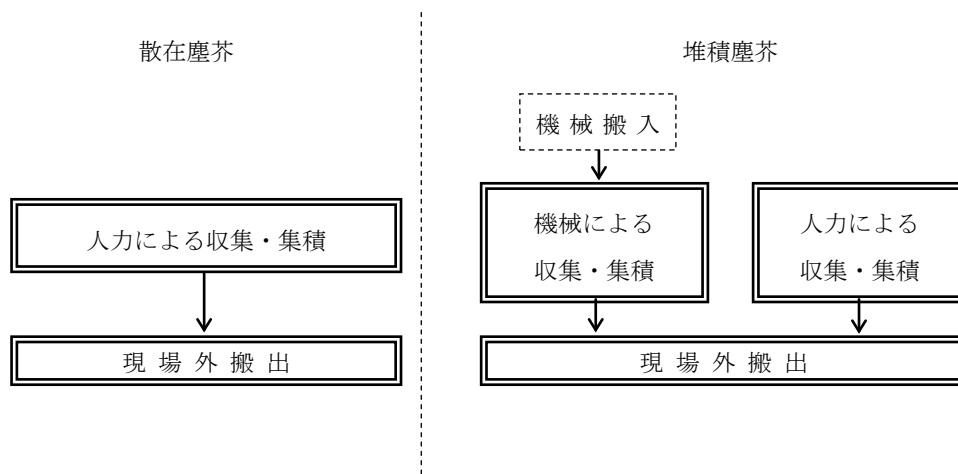 散在塵芥
人力による収集・集積
現場外搬出
堆積塵芥
機械搬入
機械による
収集・集積
人力による
収集・集積
現場外搬出